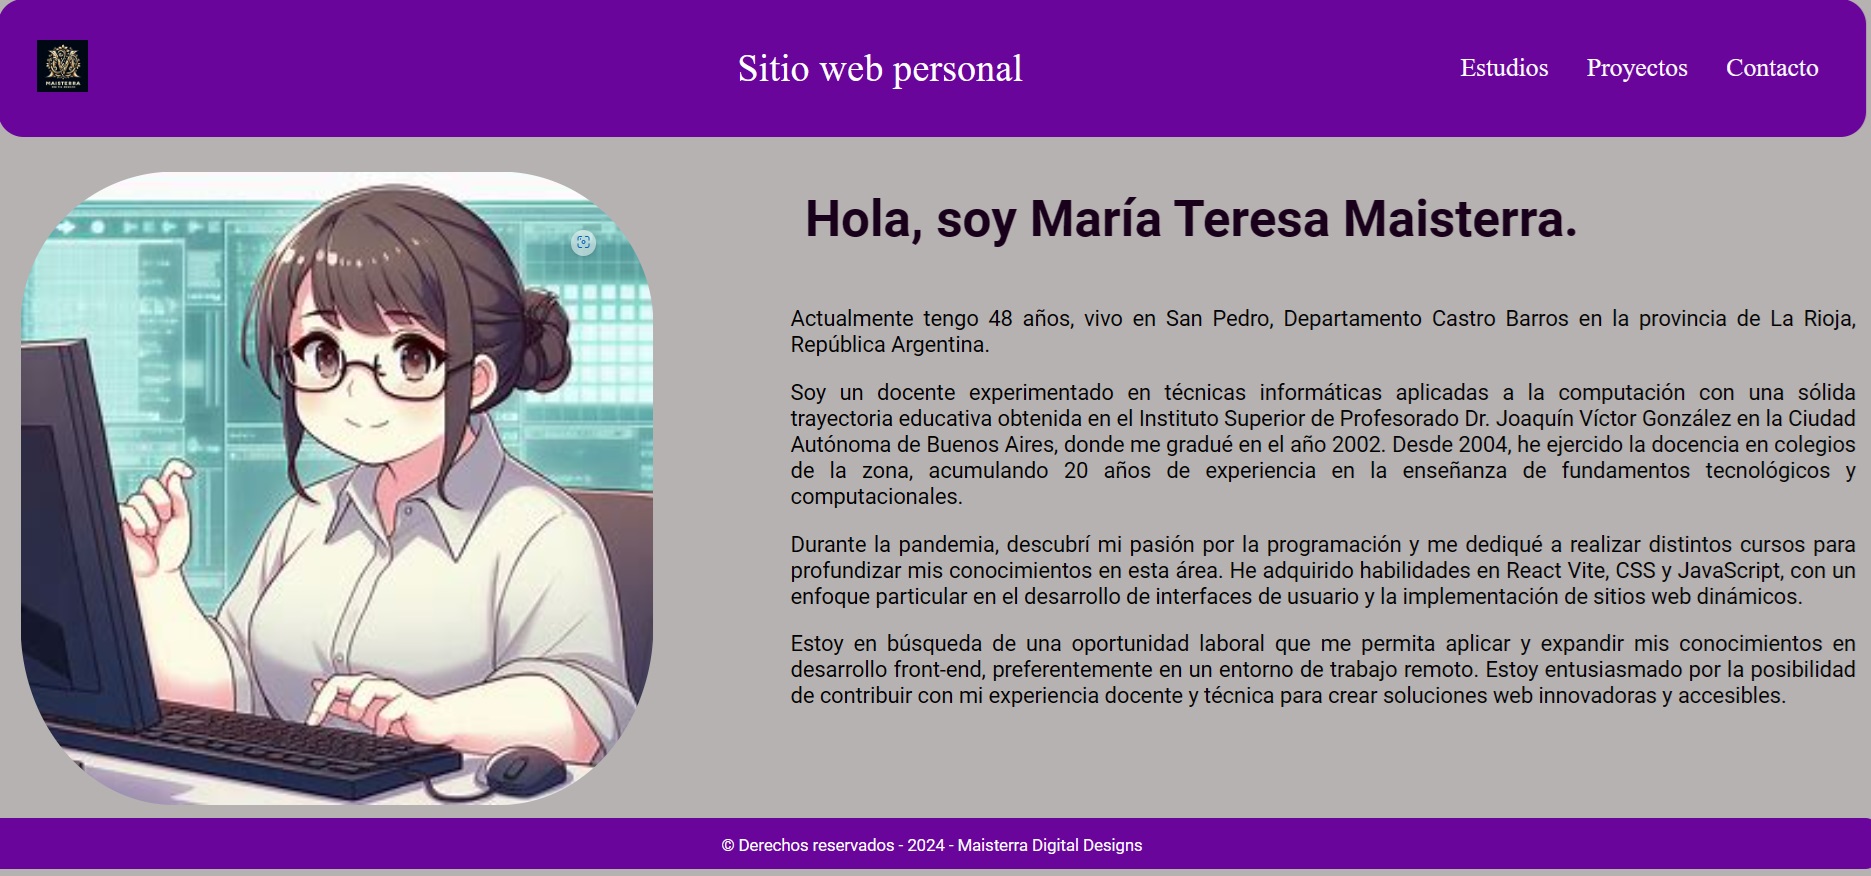 MAISTERRA
Sitio web personal
Estudios Proyectos Contacto
Hola, soy María Teresa Maisterra.
Actualmente tengo 48 años, vivo en San Pedro, Departamento Castro Barros en la provincia de La Rioja,
República Argentina.
Soy un docente experimentado en técnicas informáticas aplicadas a la computación con una sólida
trayectoria educativa obtenida en el Instituto Superior de Profesorado Dr. Joaquín Víctor González en la Ciudad
Autónoma de Buenos Aires, donde me gradué en el año 2002. Desde 2004, he ejercido la docencia en colegios
de la zona, acumulando 20 años de experiencia en la enseñanza de fundamentos tecnológicos y
computacionales.
Durante la pandemia, descubrí mi pasión por la programación y me dediqué a realizar distintos cursos para
profundizar mis conocimientos en esta área. He adquirido habilidades en React Vite, CSS y JavaScript, con un
enfoque particular en el desarrollo de interfaces de usuario y la implementación de sitios web dinámicos.
Estoy en búsqueda de una oportunidad laboral que me permita aplicar y expandir mis conocimientos en
desarrollo front-end, preferentemente en un entorno de trabajo remoto. Estoy entusiasmado por la posibilidad
de contribuir con mi experiencia docente y técnica para crear soluciones web innovadoras y accesibles.
© Derechos reservados - 2024 - Maisterra Digital Designs